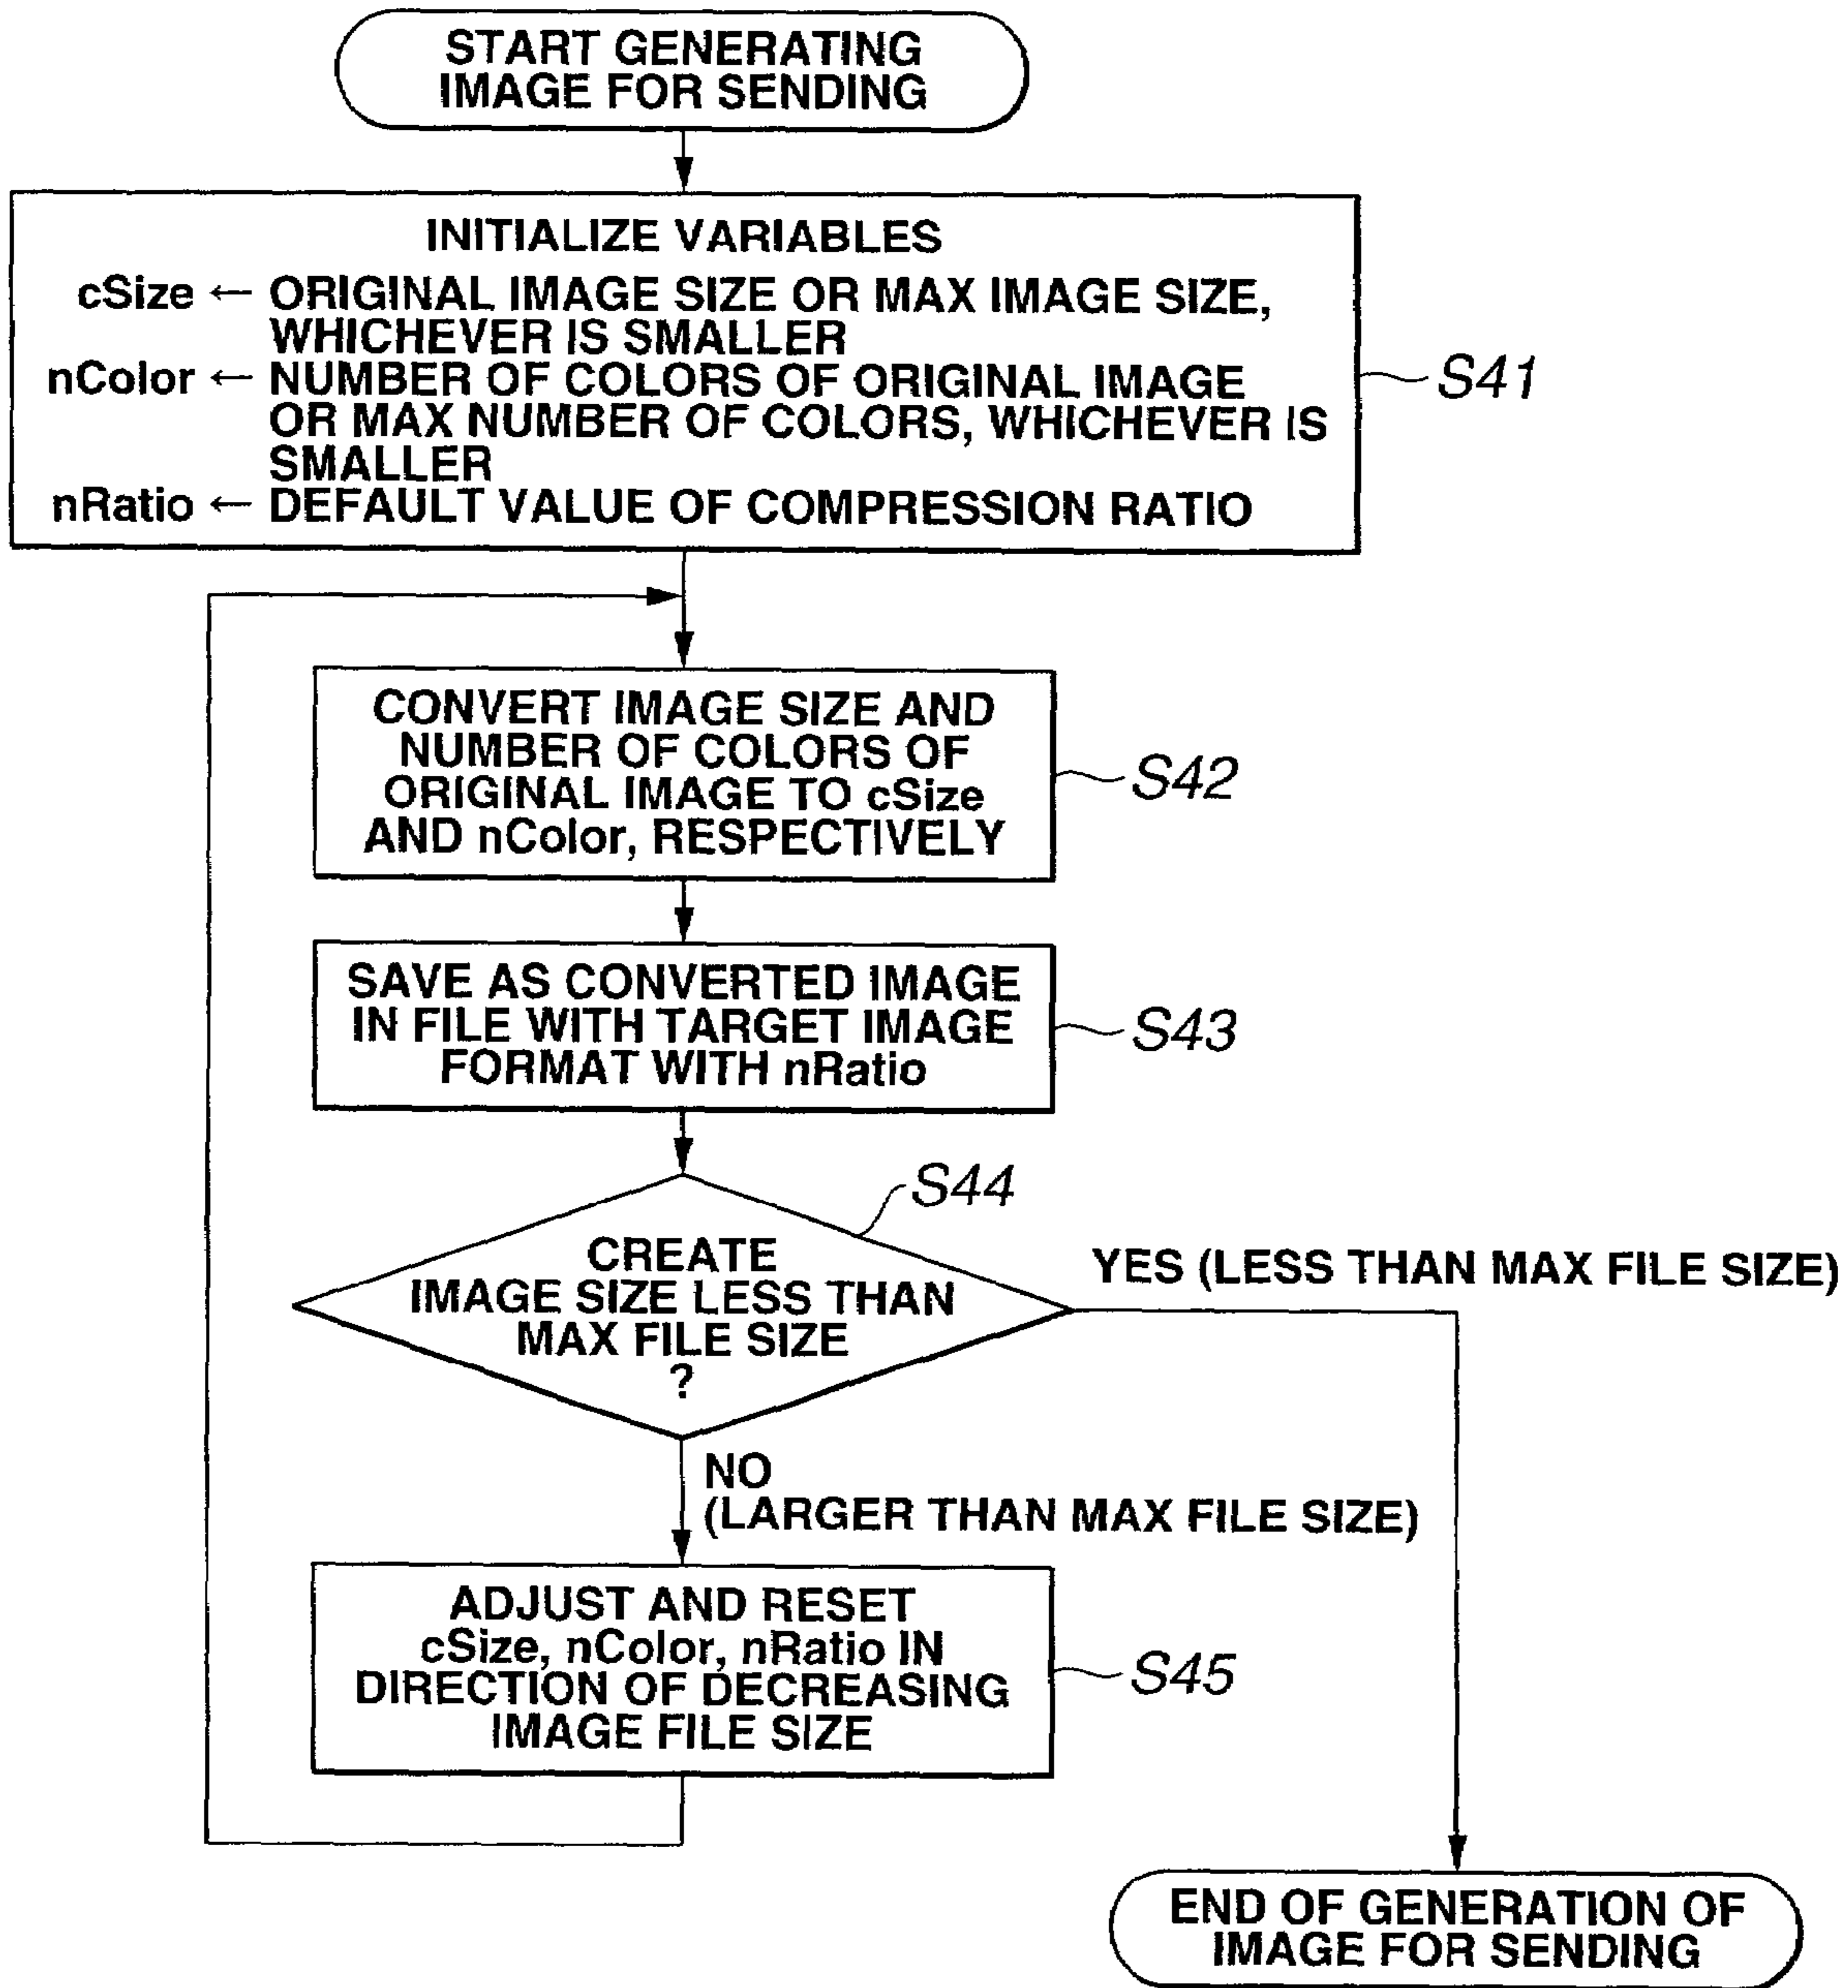 START GENERATING
IMAGE FOR SENDING
INITIALIZE VARIABLES
cSize ← ORIGINAL IMAGE SIZE OR MAX IMAGE SIZE,
WHICHEVER IS SMALLER
nColor ← NUMBER OF COLORS OF ORIGINAL IMAGE
OR MAX NUMBER OF COLORS, WHICHEVER IS
SMALLER
nRatio ← DEFAULT VALUE OF COMPRESSION RATIO
S41
CONVERT IMAGE SIZE AND
NUMBER OF COLORS OF
ORIGINAL IMAGE TO cSize
AND nColor, RESPECTIVELY
S42
SAVE AS CONVERTED IMAGE
IN FILE WITH TARGET IMAGE
FORMAT WITH nRatio
S43
S44
CREATE
IMAGE SIZE LESS THAN
MAX FILE SIZE
?
YES (LESS THAN MAX FILE SIZE)
NO
(LARGER THAN MAX FILE SIZE)
ADJUST AND RESET
cSize, nColor, nRatio IN
DIRECTION OF DECREASING
IMAGE FILE SIZE
S45
END OF GENERATION OF
IMAGE FOR SENDING